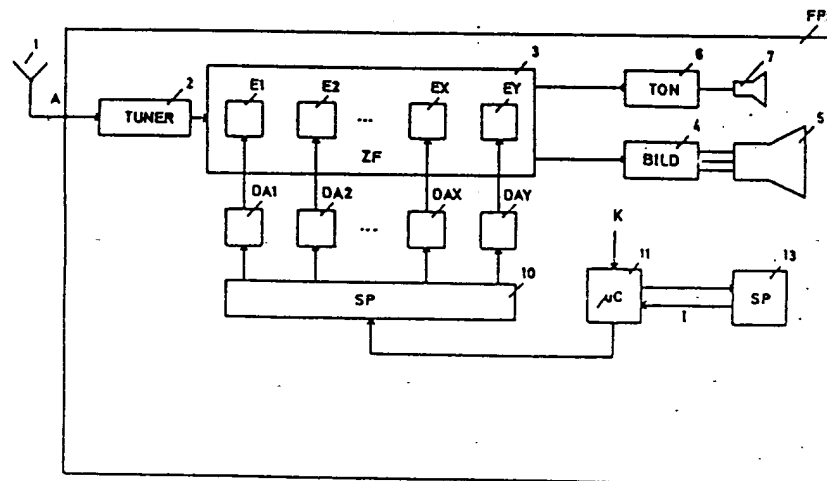 FP
1
2
3
6
7
A
TUNER
E1
E2
...
EX
EY
ZF
TON
4
5
BILD
DA1
DA2
...
DAX
DAY
K
11
13
10
SP
µC
I
SP